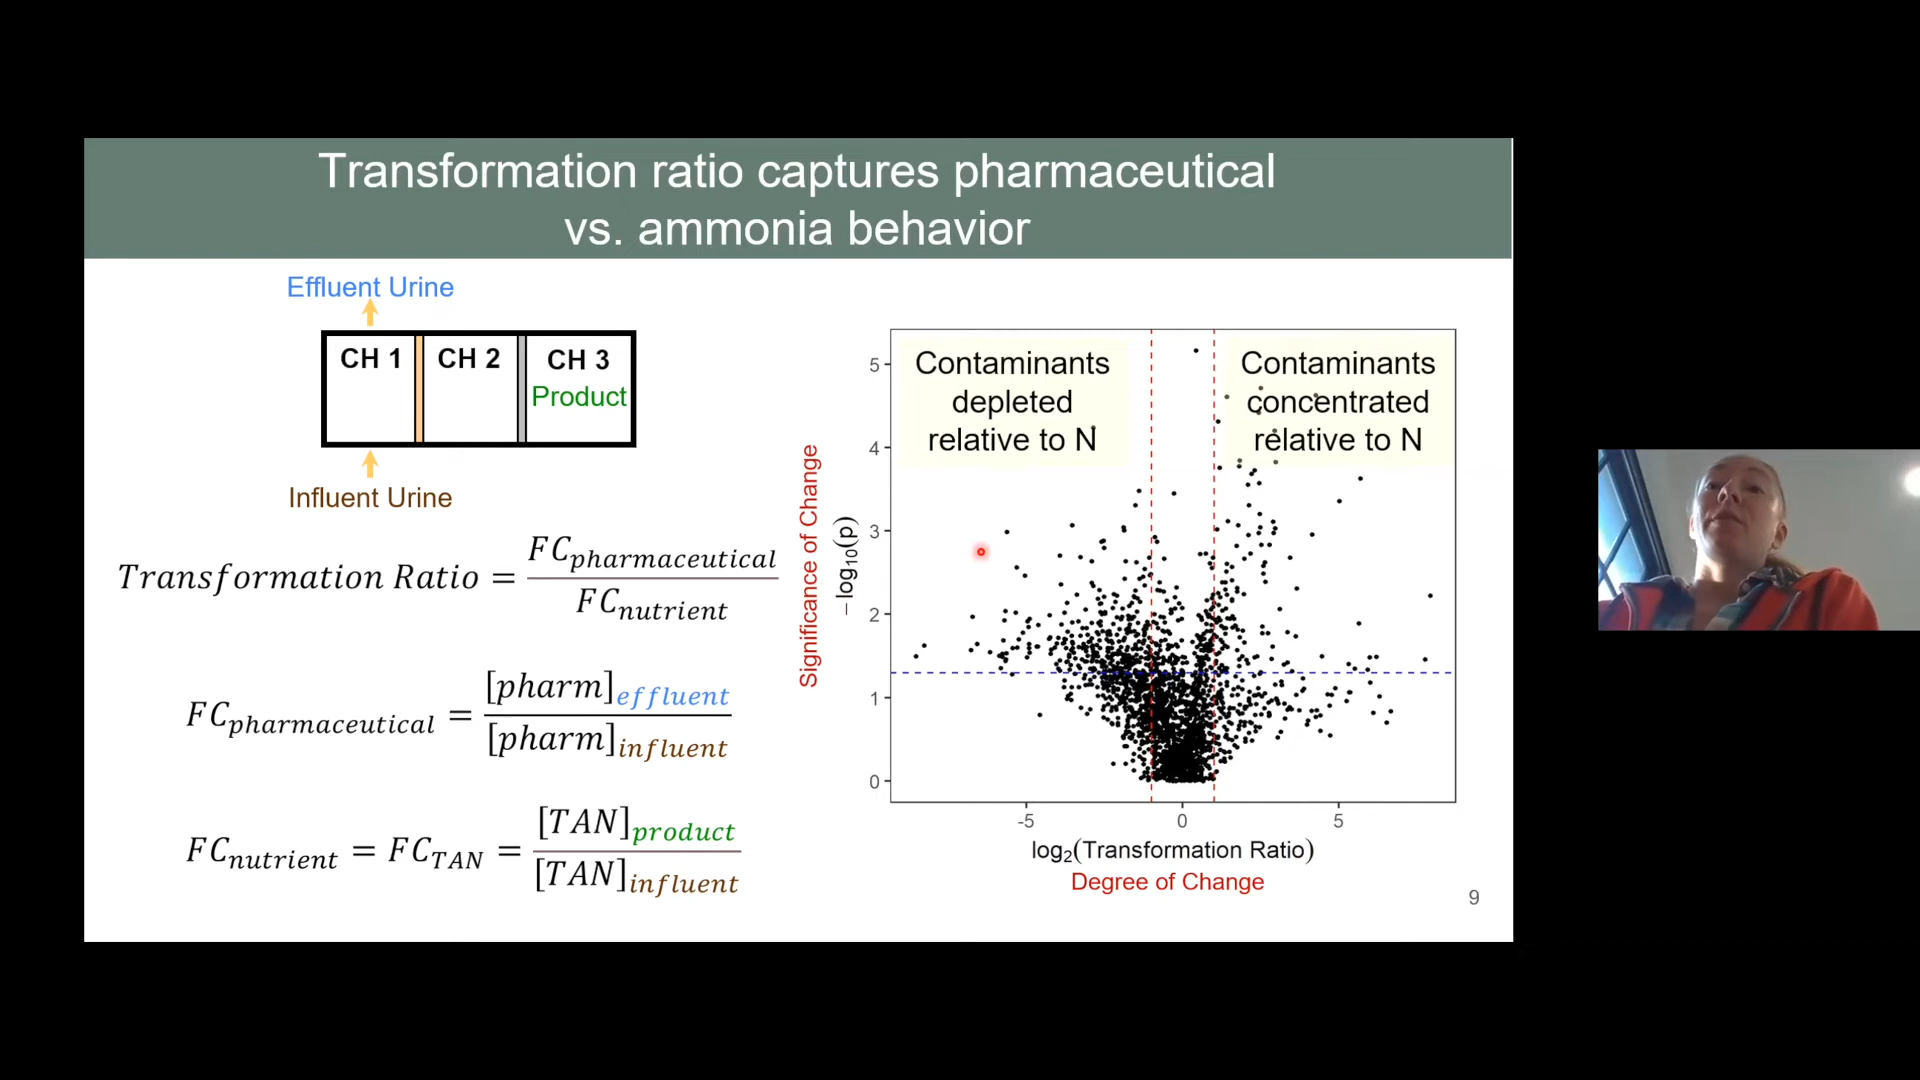 Transformation ratio captures pharmaceutical
vs. ammonia behavior
Effluent Urine
CH 1
CH 2
CH 3
Product
Influent Urine
Transformation Ratio = FC_pharmaceutical / FC_nutrient
FC_pharmaceutical = [pharm]_effluent / [pharm]_influent
FC_nutrient = FC_TAN = [TAN]_product / [TAN]_influent
Contaminants
depleted
relative to N
Contaminants
concentrated
relative to N
Significance of Change
−log₁₀(p)
5
4
3
2
1
0
-5 0 5
log₂(Transformation Ratio)
Degree of Change
9